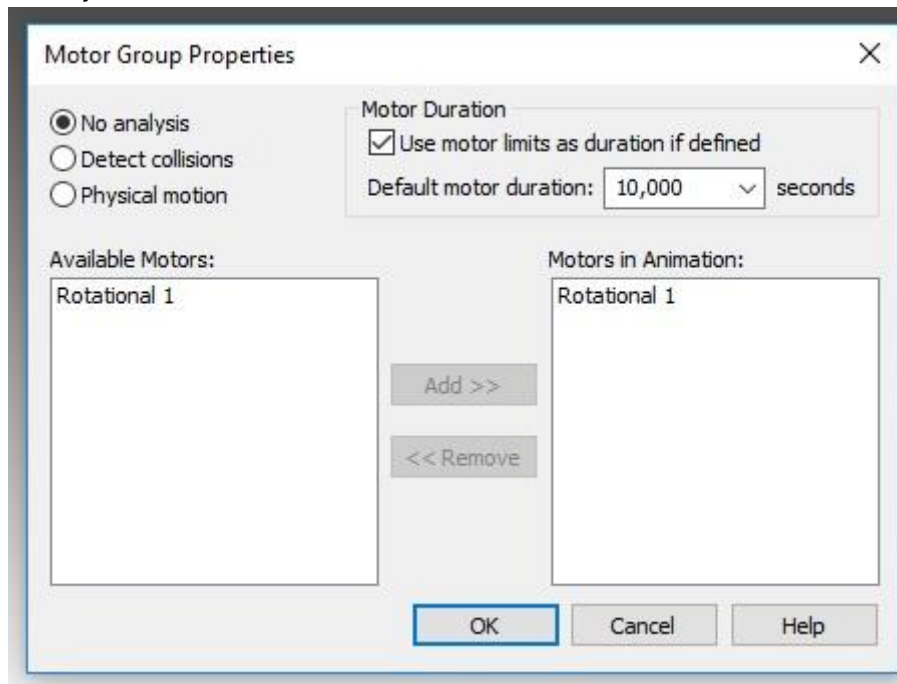 Motor Group Properties
No analysis
Detect collisions
Physical motion
Motor Duration
Use motor limits as duration if defined
Default motor duration: 10,000 seconds
Available Motors:
Rotational 1
Add >>
<< Remove
Motors in Animation:
Rotational 1
OK
Cancel
Help